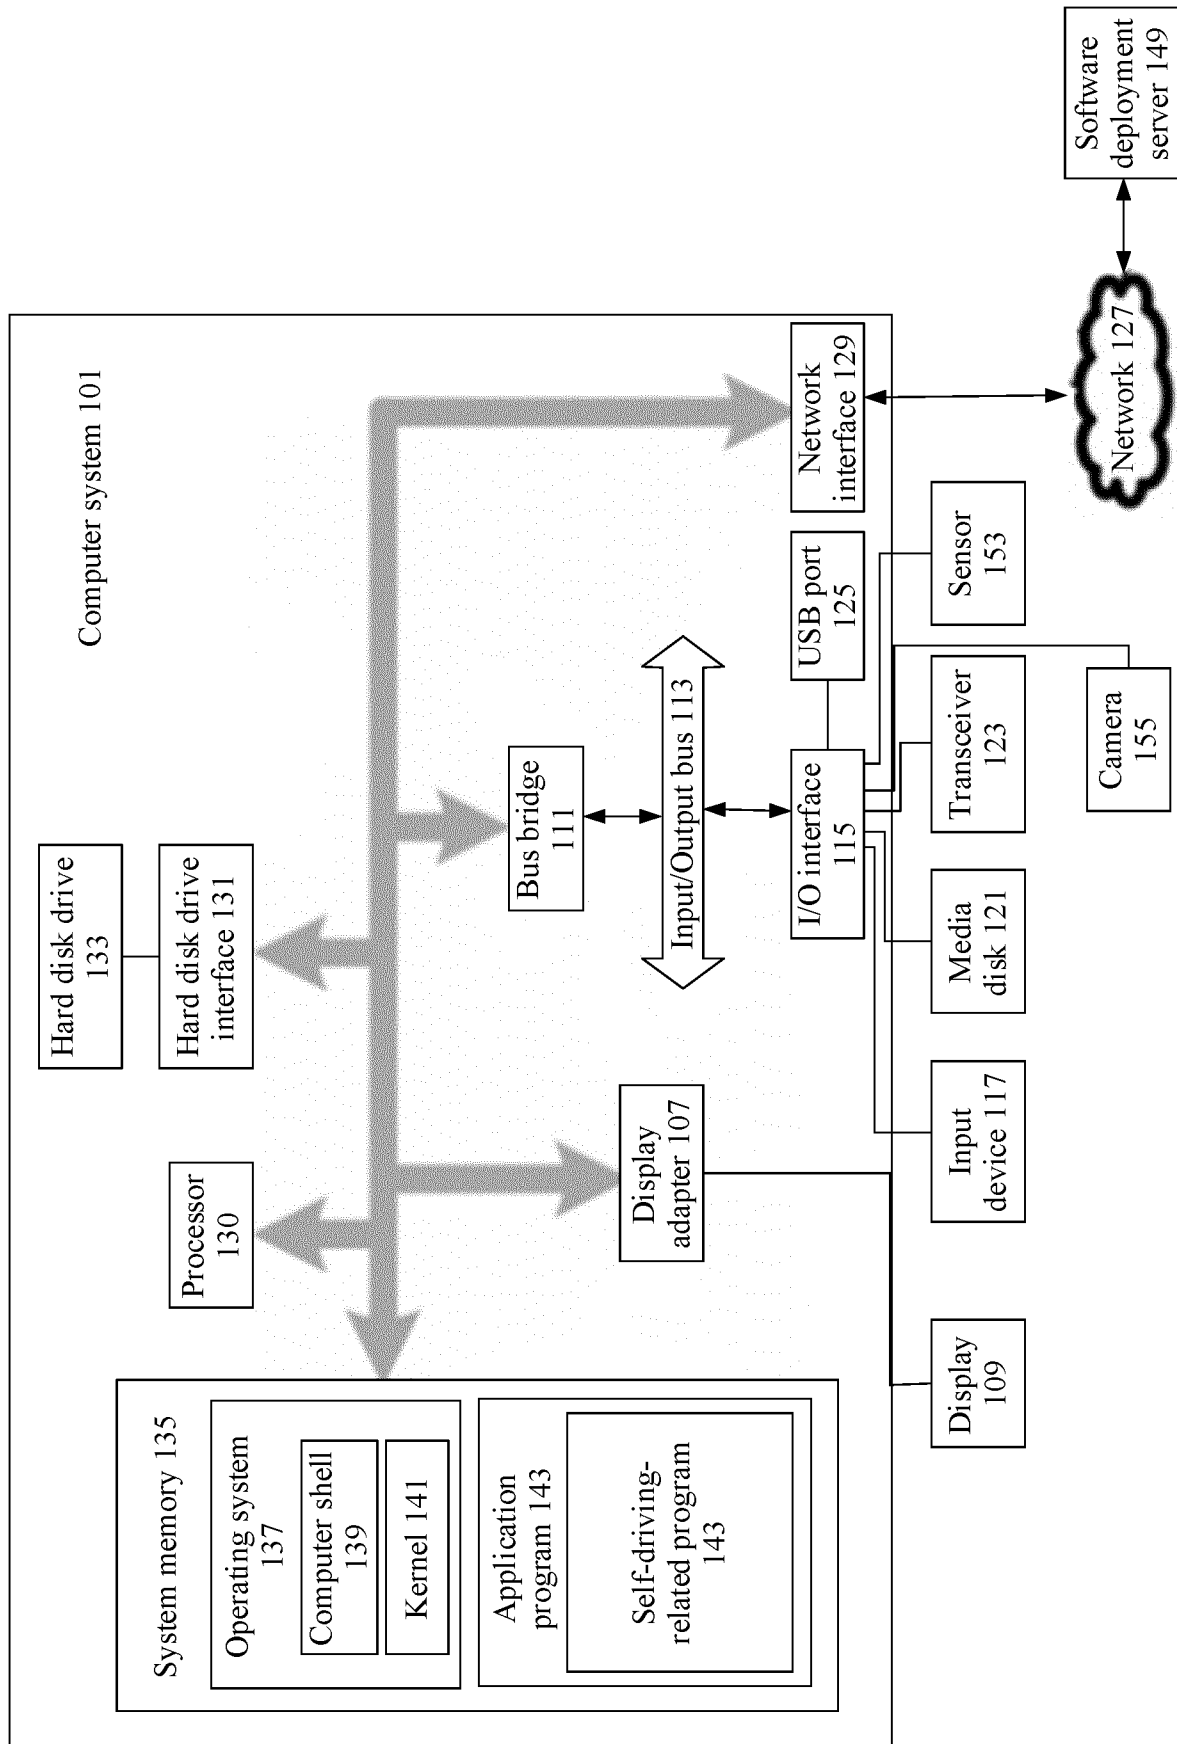 Computer system 101
System memory 135
Operating system
137
Computer shell
139
Kernel 141
Application
program 143
Self-driving-
related program
143
Processor
130
Hard disk drive
133
Hard disk drive
interface 131
Display
adapter 107
Bus bridge
111
Input/Output bus 113
I/O interface
115
USB port
125
Network
interface 129
Display
109
Input
device 117
Media
disk 121
Transceiver
123
Sensor
153
Camera
155
Network 127
Software
deployment
server 149